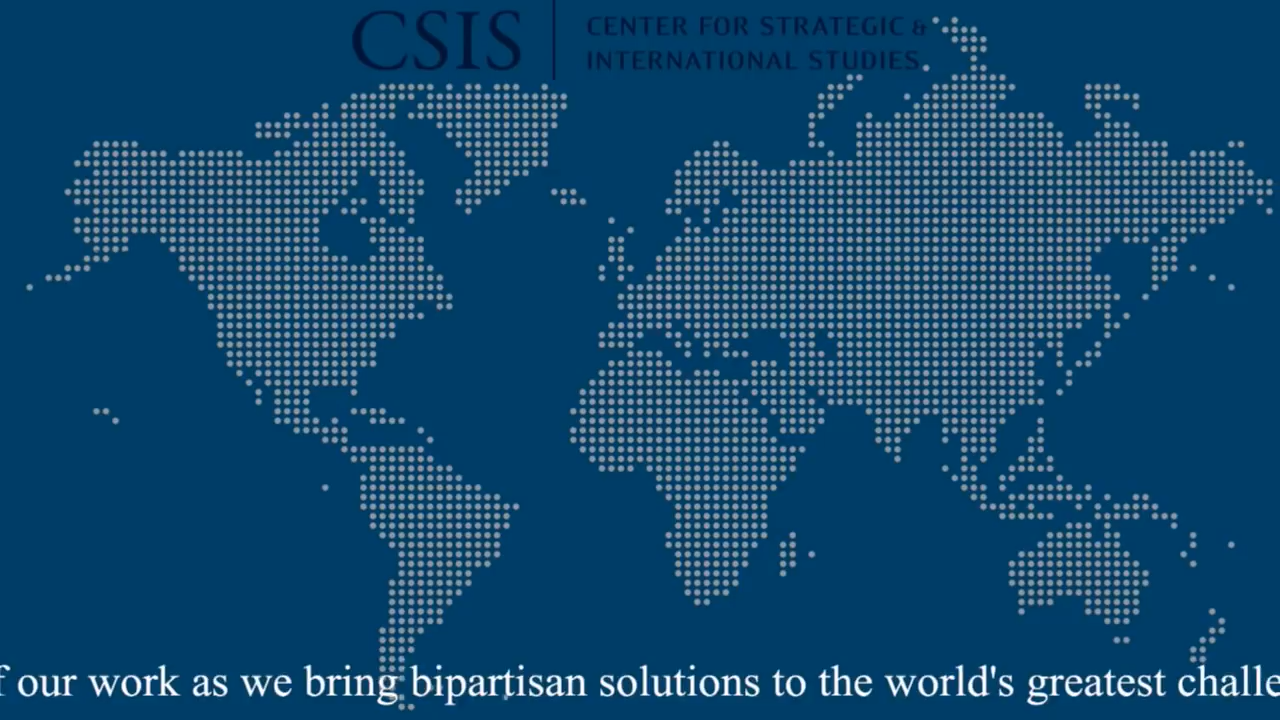 CSIS
CENTER FOR STRATEGIC &
INTERNATIONAL STUDIES
our work as we bring bipartisan solutions to the world's greatest